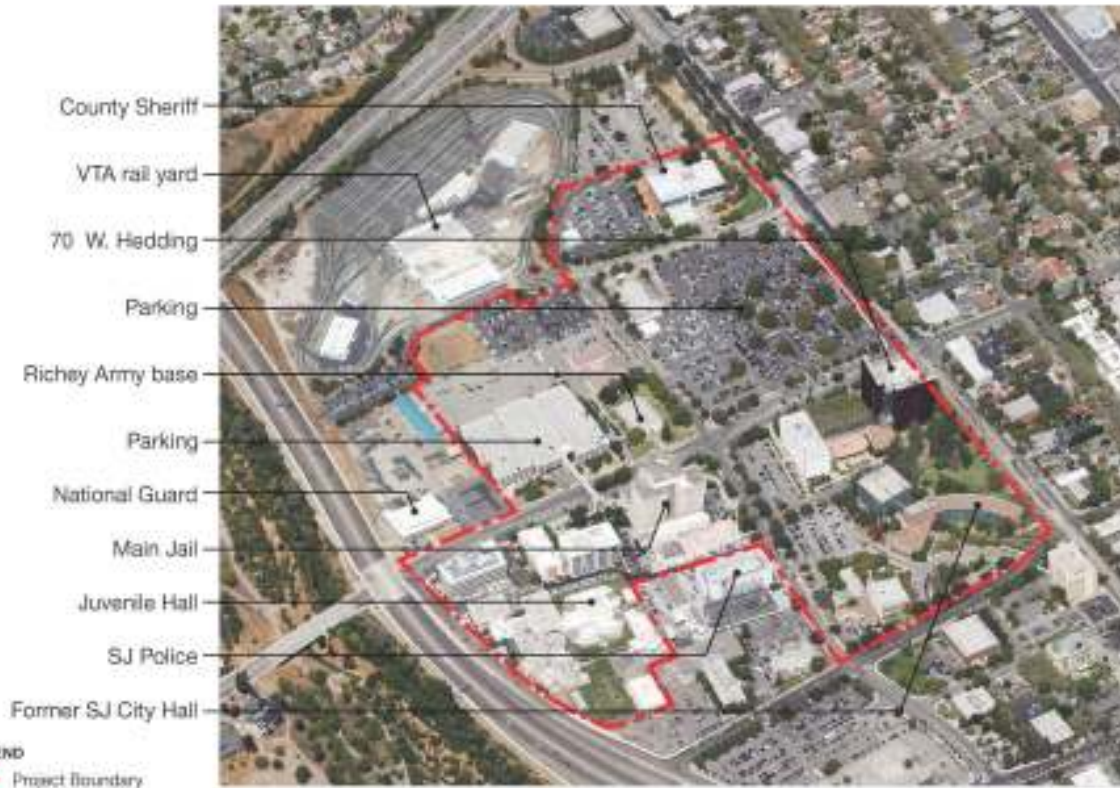 County Sheriff
VTA rail yard
70 W. Hedding
Parking
Richey Army base
Parking
National Guard
Main Jail
Juvenile Hall
SJ Police
Former SJ City Hall
END
Project Boundary